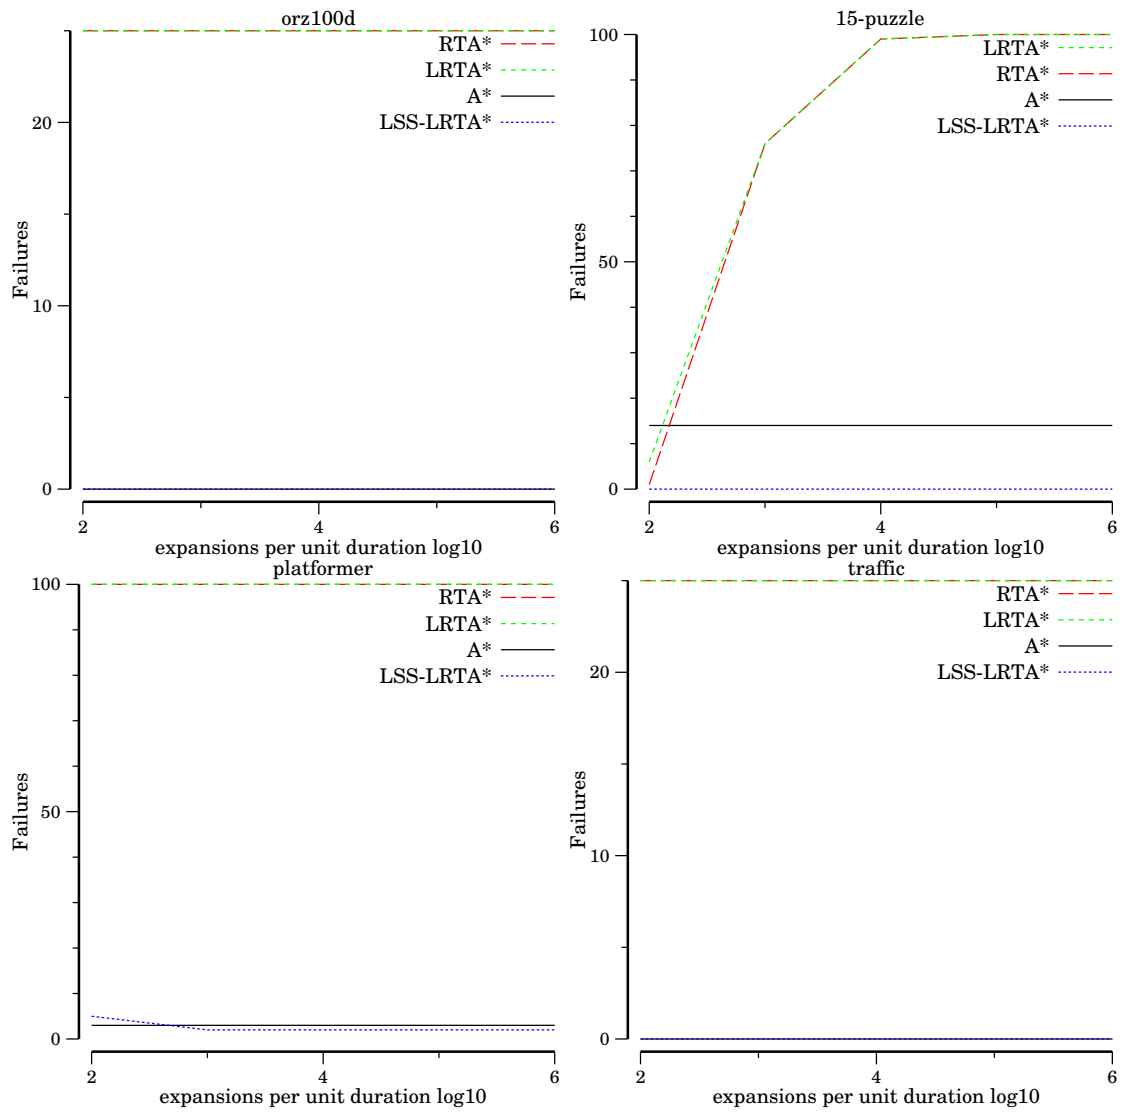 orz100d
RTA*
LRTA*
A*
LSS-LRTA*
Failures
20
10
0
2
4
6
expansions per unit duration log10
15-puzzle
LRTA*
RTA*
A*
LSS-LRTA*
Failures
100
50
0
2
4
6
expansions per unit duration log10
platformer
RTA*
LRTA*
A*
LSS-LRTA*
Failures
100
50
0
2
4
6
expansions per unit duration log10
traffic
RTA*
LRTA*
A*
LSS-LRTA*
Failures
20
10
0
2
4
6
expansions per unit duration log10